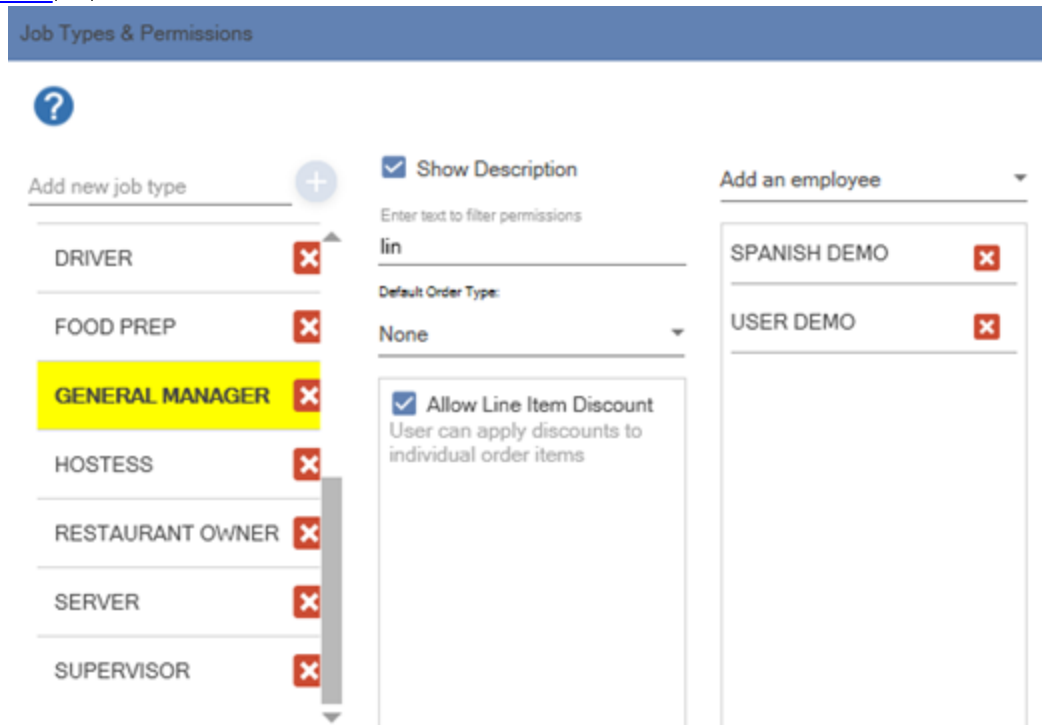 Job Types & Permissions
?
Add new job type
DRIVER
FOOD PREP
GENERAL MANAGER
HOSTESS
RESTAURANT OWNER
SERVER
SUPERVISOR
Show Description
Enter text to filter permissions
lin
Default Order Type:
None
Allow Line Item Discount
User can apply discounts to
individual order items
Add an employee
SPANISH DEMO
USER DEMO